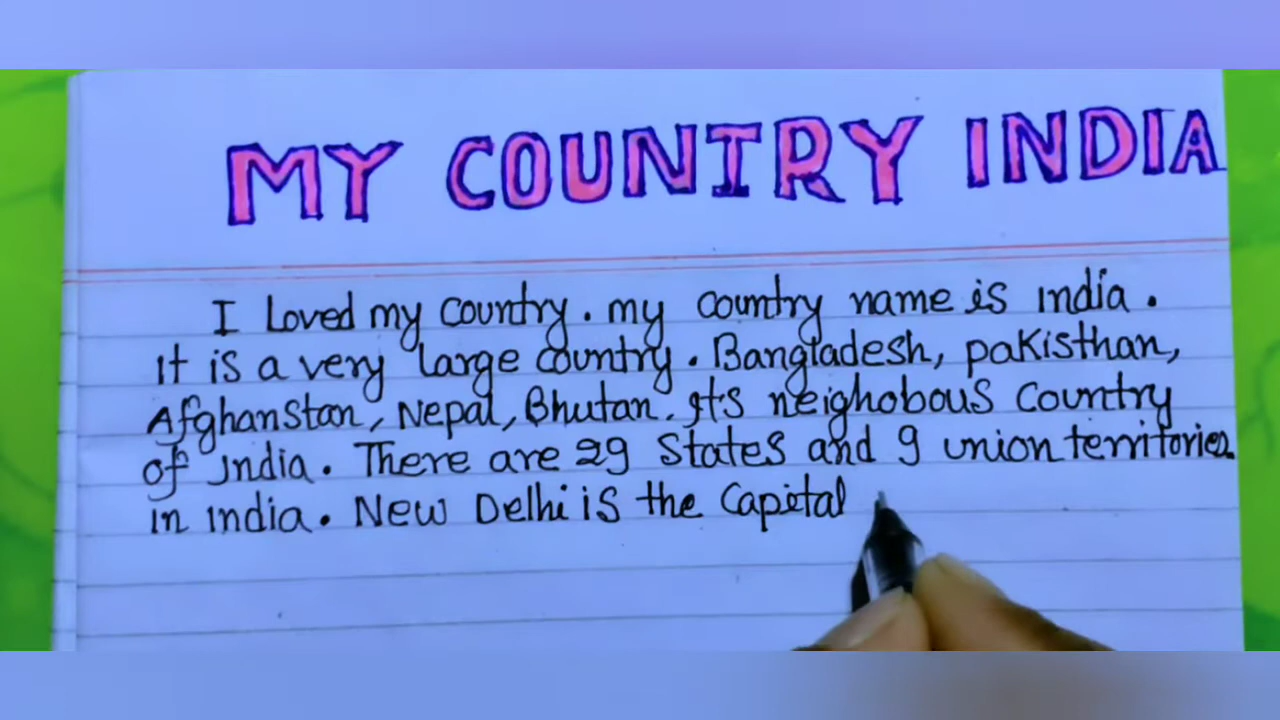 MY COUNTRY INDIA
I Loved my country. my country name is india.
It is a very large country. Bangladesh, pakisthan,
Afghanstan, Nepal, Bhutan. It's neighobous country
of India. There are 29 States and 9 union territories
in india. New Delhi is the Capital